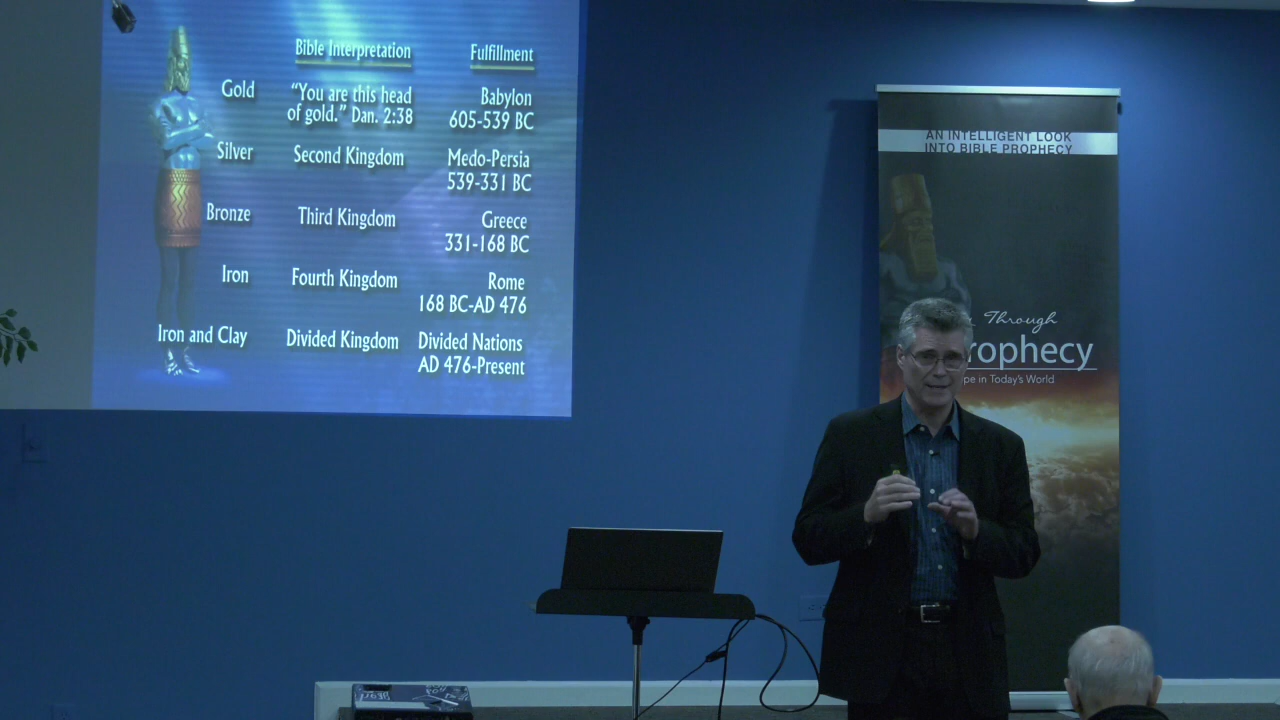 Bible Interpretation
Fulfillment
Gold
"You are this head
of gold." Dan. 2:38
Babylon
605-539 BC
Silver
Second Kingdom
Medo-Persia
539-331 BC
Bronze
Third Kingdom
Greece
331-168 BC
Iron
Fourth Kingdom
Rome
168 BC-AD 476
Iron and Clay
Divided Kingdom
Divided Nations
AD 476-Present
AN INTELLIGENT LOOK
INTO BIBLE PROPHECY
Through
rophecy
pe in Today's World